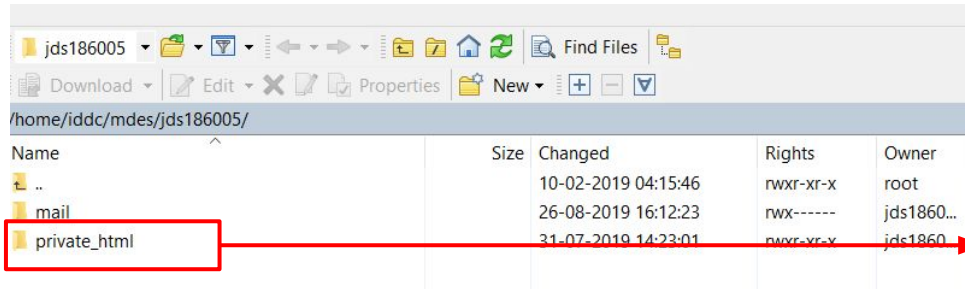 jds186005 Find Files
Download Edit Properties New
/home/iddc/mdes/jds186005/
Name Size Changed Rights Owner
.. 10-02-2019 04:15:46 rwxr-xr-x root
mail 26-08-2019 16:12:23 rwx------ jds1860...
private_html 31-07-2019 14:23:01 rwxr-xr-x jds1860...